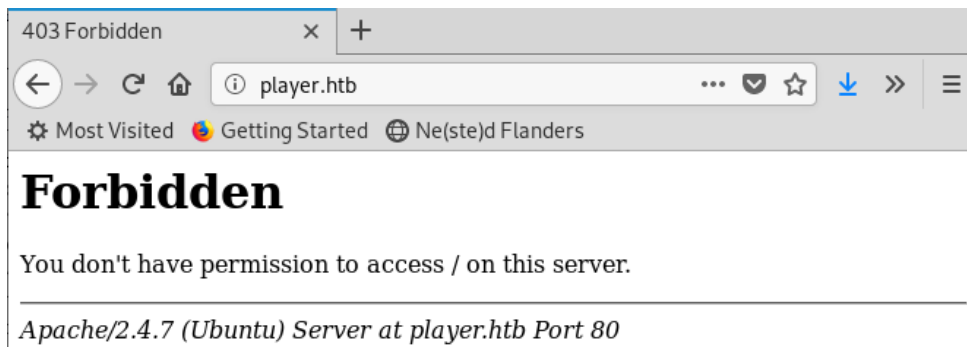 403 Forbidden
player.htb
Most Visited Getting Started Ne(ste)d Flanders
Forbidden
You don't have permission to access / on this server.
Apache/2.4.7 (Ubuntu) Server at player.htb Port 80